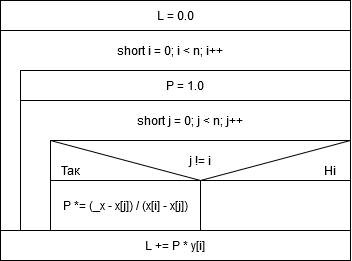 L = 0.0
short i = 0; i < n; i++
P = 1.0
short j = 0; j < n; j++
j != i
Так
Ні
P *= (_x - x[j]) / (x[i] - x[j])
L += P * y[i]